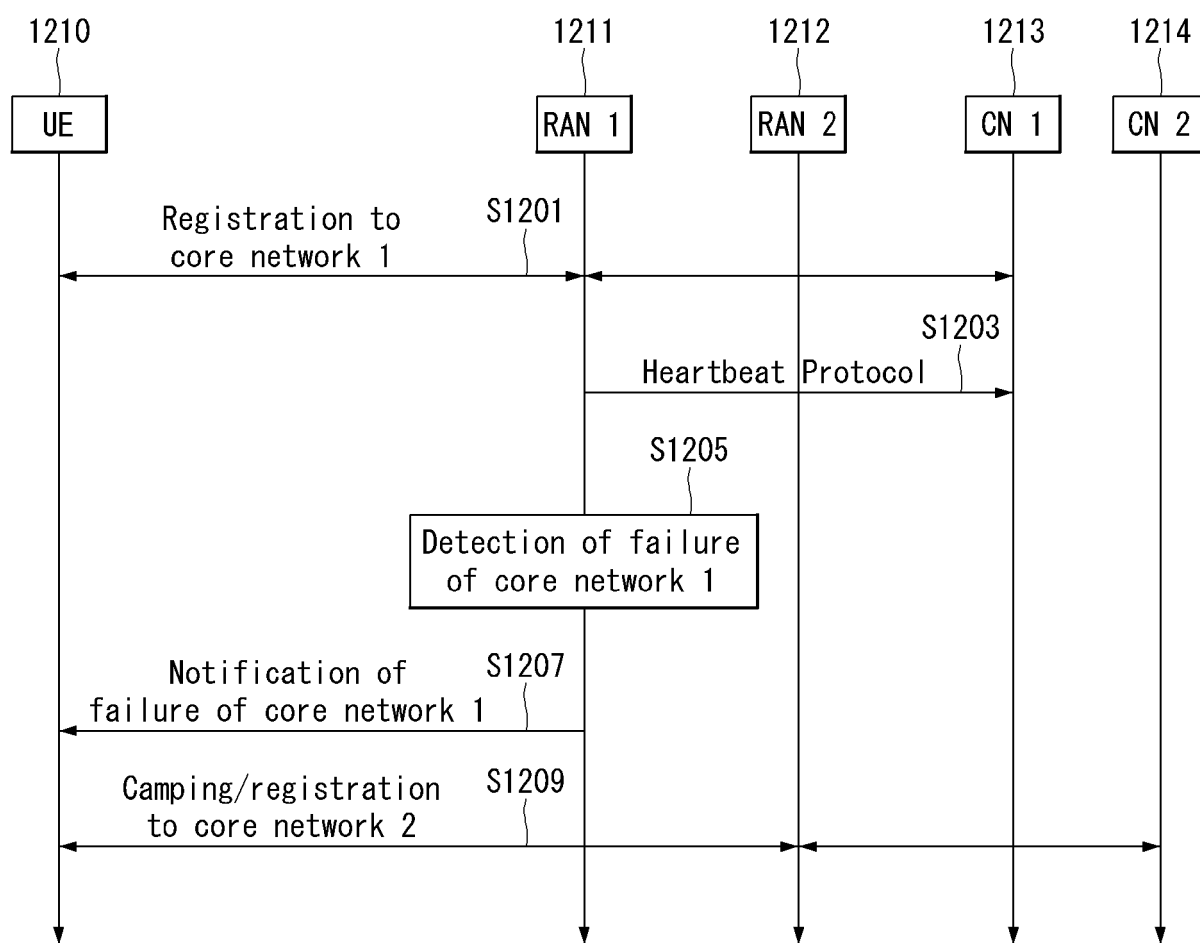 1210
1211
1212
1213
1214
UE
RAN 1
RAN 2
CN 1
CN 2
Registration to
core network 1
S1201
S1203
Heartbeat Protocol
S1205
Detection of failure
of core network 1
Notification of
failure of core network 1
S1207
Camping/registration
to core network 2
S1209